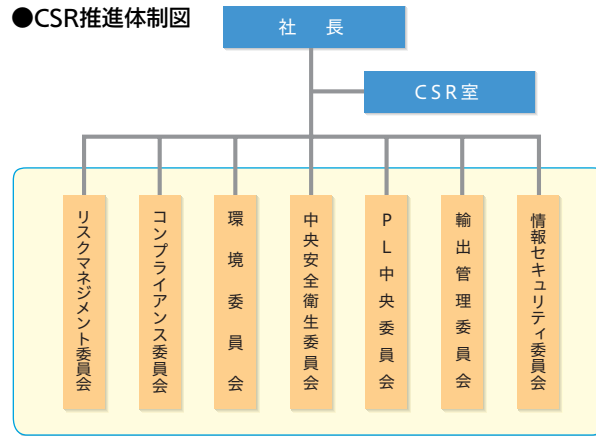 ●CSR推進体制図
社長
CSR室
リスクマネジメント委員会
コンプライアンス委員会
環境委員会
中央安全衛生委員会
PL中央委員会
輸出管理委員会
情報セキュリティ委員会